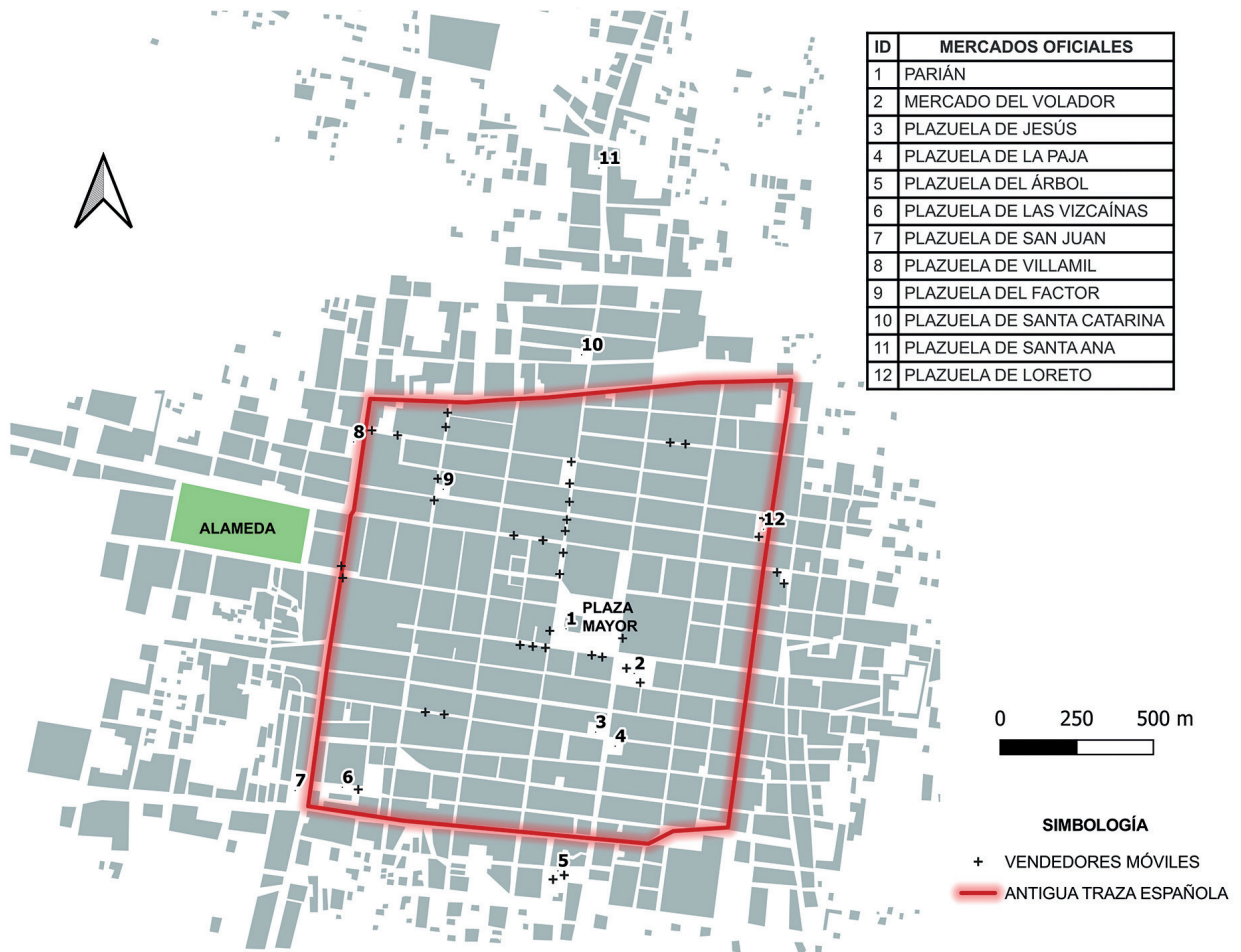 ID MERCADOS OFICIALES
1 PARIÁN
2 MERCADO DEL VOLADOR
3 PLAZUELA DE JESÚS
4 PLAZUELA DE LA PAJA
5 PLAZUELA DEL ÁRBOL
6 PLAZUELA DE LAS VIZCAÍNAS
7 PLAZUELA DE SAN JUAN
8 PLAZUELA DE VILLAMIL
9 PLAZUELA DEL FACTOR
10 PLAZUELA DE SANTA CATARINA
11 PLAZUELA DE SANTA ANA
12 PLAZUELA DE LORETO
11
10
8
9
12
ALAMEDA
1
PLAZA
MAYOR
2
3
4
7
6
5
0 250 500 m
SIMBOLOGÍA
+ VENDEDORES MÓVILES
ANTIGUA TRAZA ESPAÑOLA